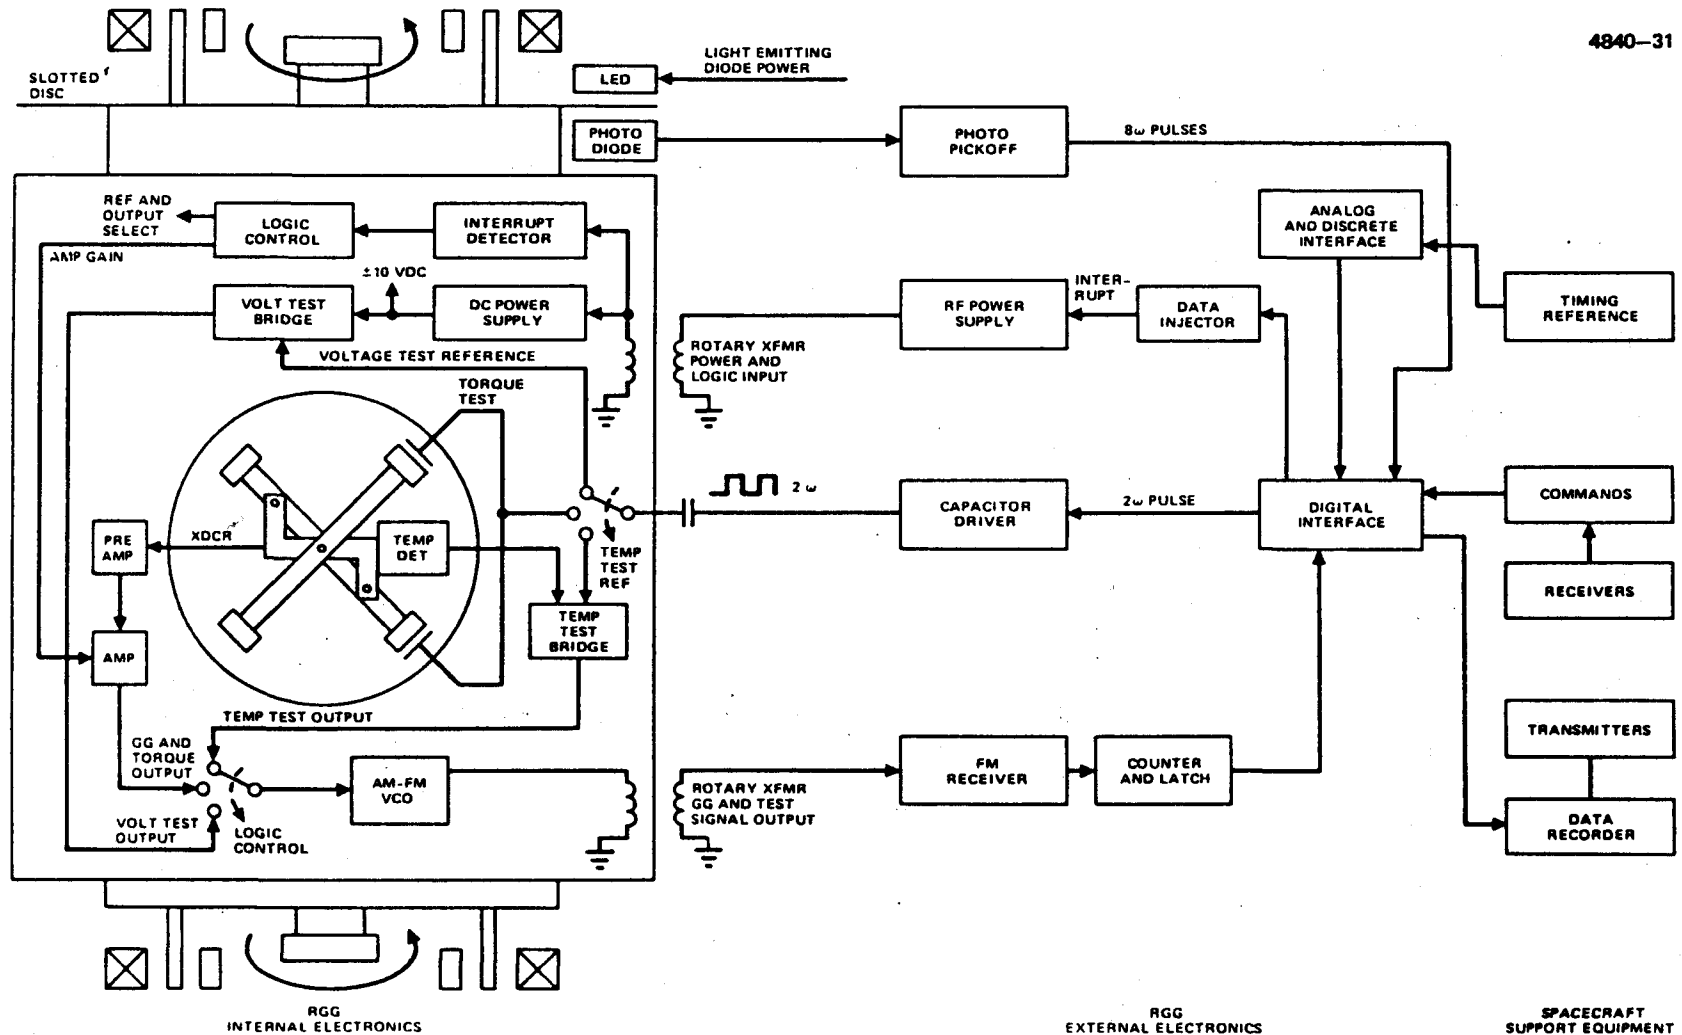 4840-31
SLOTTED
DISC
LED
LIGHT EMITTING
DIODE POWER
PHOTO
DIODE
PHOTO
PICKOFF
8ω PULSES
REF AND
OUTPUT
SELECT
LOGIC
CONTROL
INTERRUPT
DETECTOR
ANALOG
AND DISCRETE
INTERFACE
AMP GAIN
±10 VDC
VOLT TEST
BRIDGE
DC POWER
SUPPLY
RF POWER
SUPPLY
INTER-
RUPT
DATA
INJECTOR
TIMING
REFERENCE
VOLTAGE TEST REFERENCE
ROTARY XFMR
POWER AND
LOGIC INPUT
TORQUE
TEST
2 ω
CAPACITOR
DRIVER
2ω PULSE
DIGITAL
INTERFACE
COMMANDS
PRE
AMP
XDCR
TEMP
DET
TEMP
TEST
REF
RECEIVERS
TEMP
TEST
BRIDGE
AMP
TEMP TEST OUTPUT
GG AND
TORQUE
OUTPUT
AM-FM
VCO
ROTARY XFMR
GG AND TEST
SIGNAL OUTPUT
FM
RECEIVER
COUNTER
AND LATCH
TRANSMITTERS
VOLT TEST
OUTPUT
LOGIC
CONTROL
DATA
RECORDER
RGG
INTERNAL ELECTRONICS
RGG
EXTERNAL ELECTRONICS
SPACECRAFT
SUPPORT EQUIPMENT